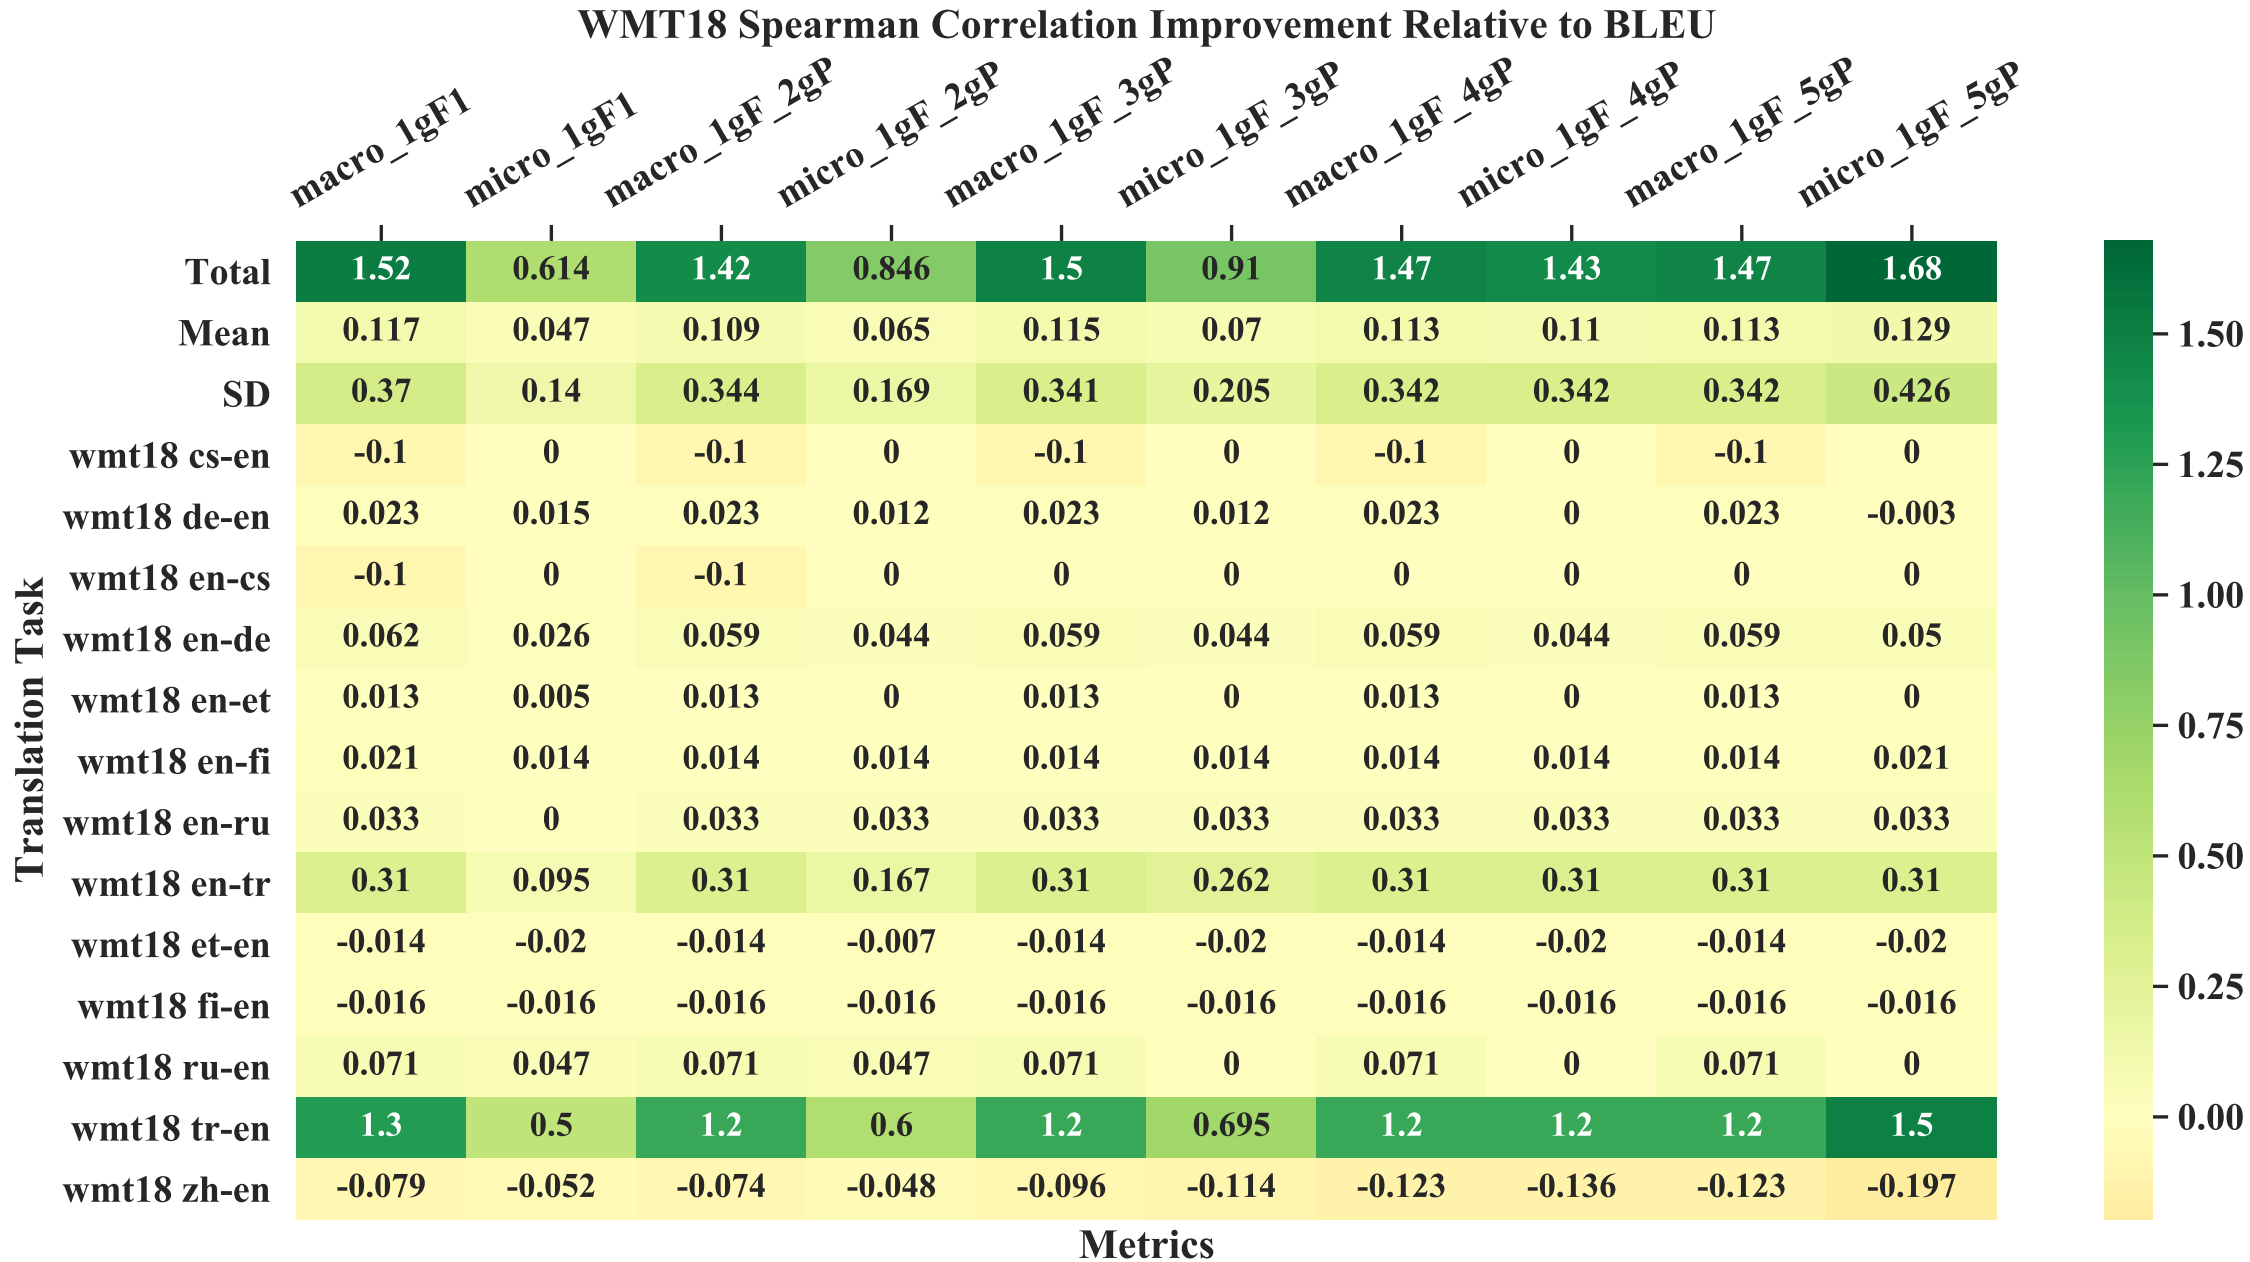 WMT18 Spearman Correlation Improvement Relative to BLEU
macro_1gF1 micro_1gF1 macro_1gF_2gP micro_1gF_2gP macro_1gF_3gP micro_1gF_3gP macro_1gF_4gP micro_1gF_4gP macro_1gF_5gP micro_1gF_5gP
Total 1.52 0.614 1.42 0.846 1.5 0.91 1.47 1.43 1.47 1.68
Mean 0.117 0.047 0.109 0.065 0.115 0.07 0.113 0.11 0.113 0.129
SD 0.37 0.14 0.344 0.169 0.341 0.205 0.342 0.342 0.342 0.426
wmt18 cs-en -0.1 0 -0.1 0 -0.1 0 -0.1 0 -0.1 0
wmt18 de-en 0.023 0.015 0.023 0.012 0.023 0.012 0.023 0 0.023 -0.003
wmt18 en-cs -0.1 0 -0.1 0 0 0 0 0 0 0
wmt18 en-de 0.062 0.026 0.059 0.044 0.059 0.044 0.059 0.044 0.059 0.05
wmt18 en-et 0.013 0.005 0.013 0 0.013 0 0.013 0 0.013 0
wmt18 en-fi 0.021 0.014 0.014 0.014 0.014 0.014 0.014 0.014 0.014 0.021
wmt18 en-ru 0.033 0 0.033 0.033 0.033 0.033 0.033 0.033 0.033 0.033
wmt18 en-tr 0.31 0.095 0.31 0.167 0.31 0.262 0.31 0.31 0.31 0.31
wmt18 et-en -0.014 -0.02 -0.014 -0.007 -0.014 -0.02 -0.014 -0.02 -0.014 -0.02
wmt18 fi-en -0.016 -0.016 -0.016 -0.016 -0.016 -0.016 -0.016 -0.016 -0.016 -0.016
wmt18 ru-en 0.071 0.047 0.071 0.047 0.071 0 0.071 0 0.071 0
wmt18 tr-en 1.3 0.5 1.2 0.6 1.2 0.695 1.2 1.2 1.2 1.5
wmt18 zh-en -0.079 -0.052 -0.074 -0.048 -0.096 -0.114 -0.123 -0.136 -0.123 -0.197
Translation Task
Metrics
1.50
1.25
1.00
0.75
0.50
0.25
0.00